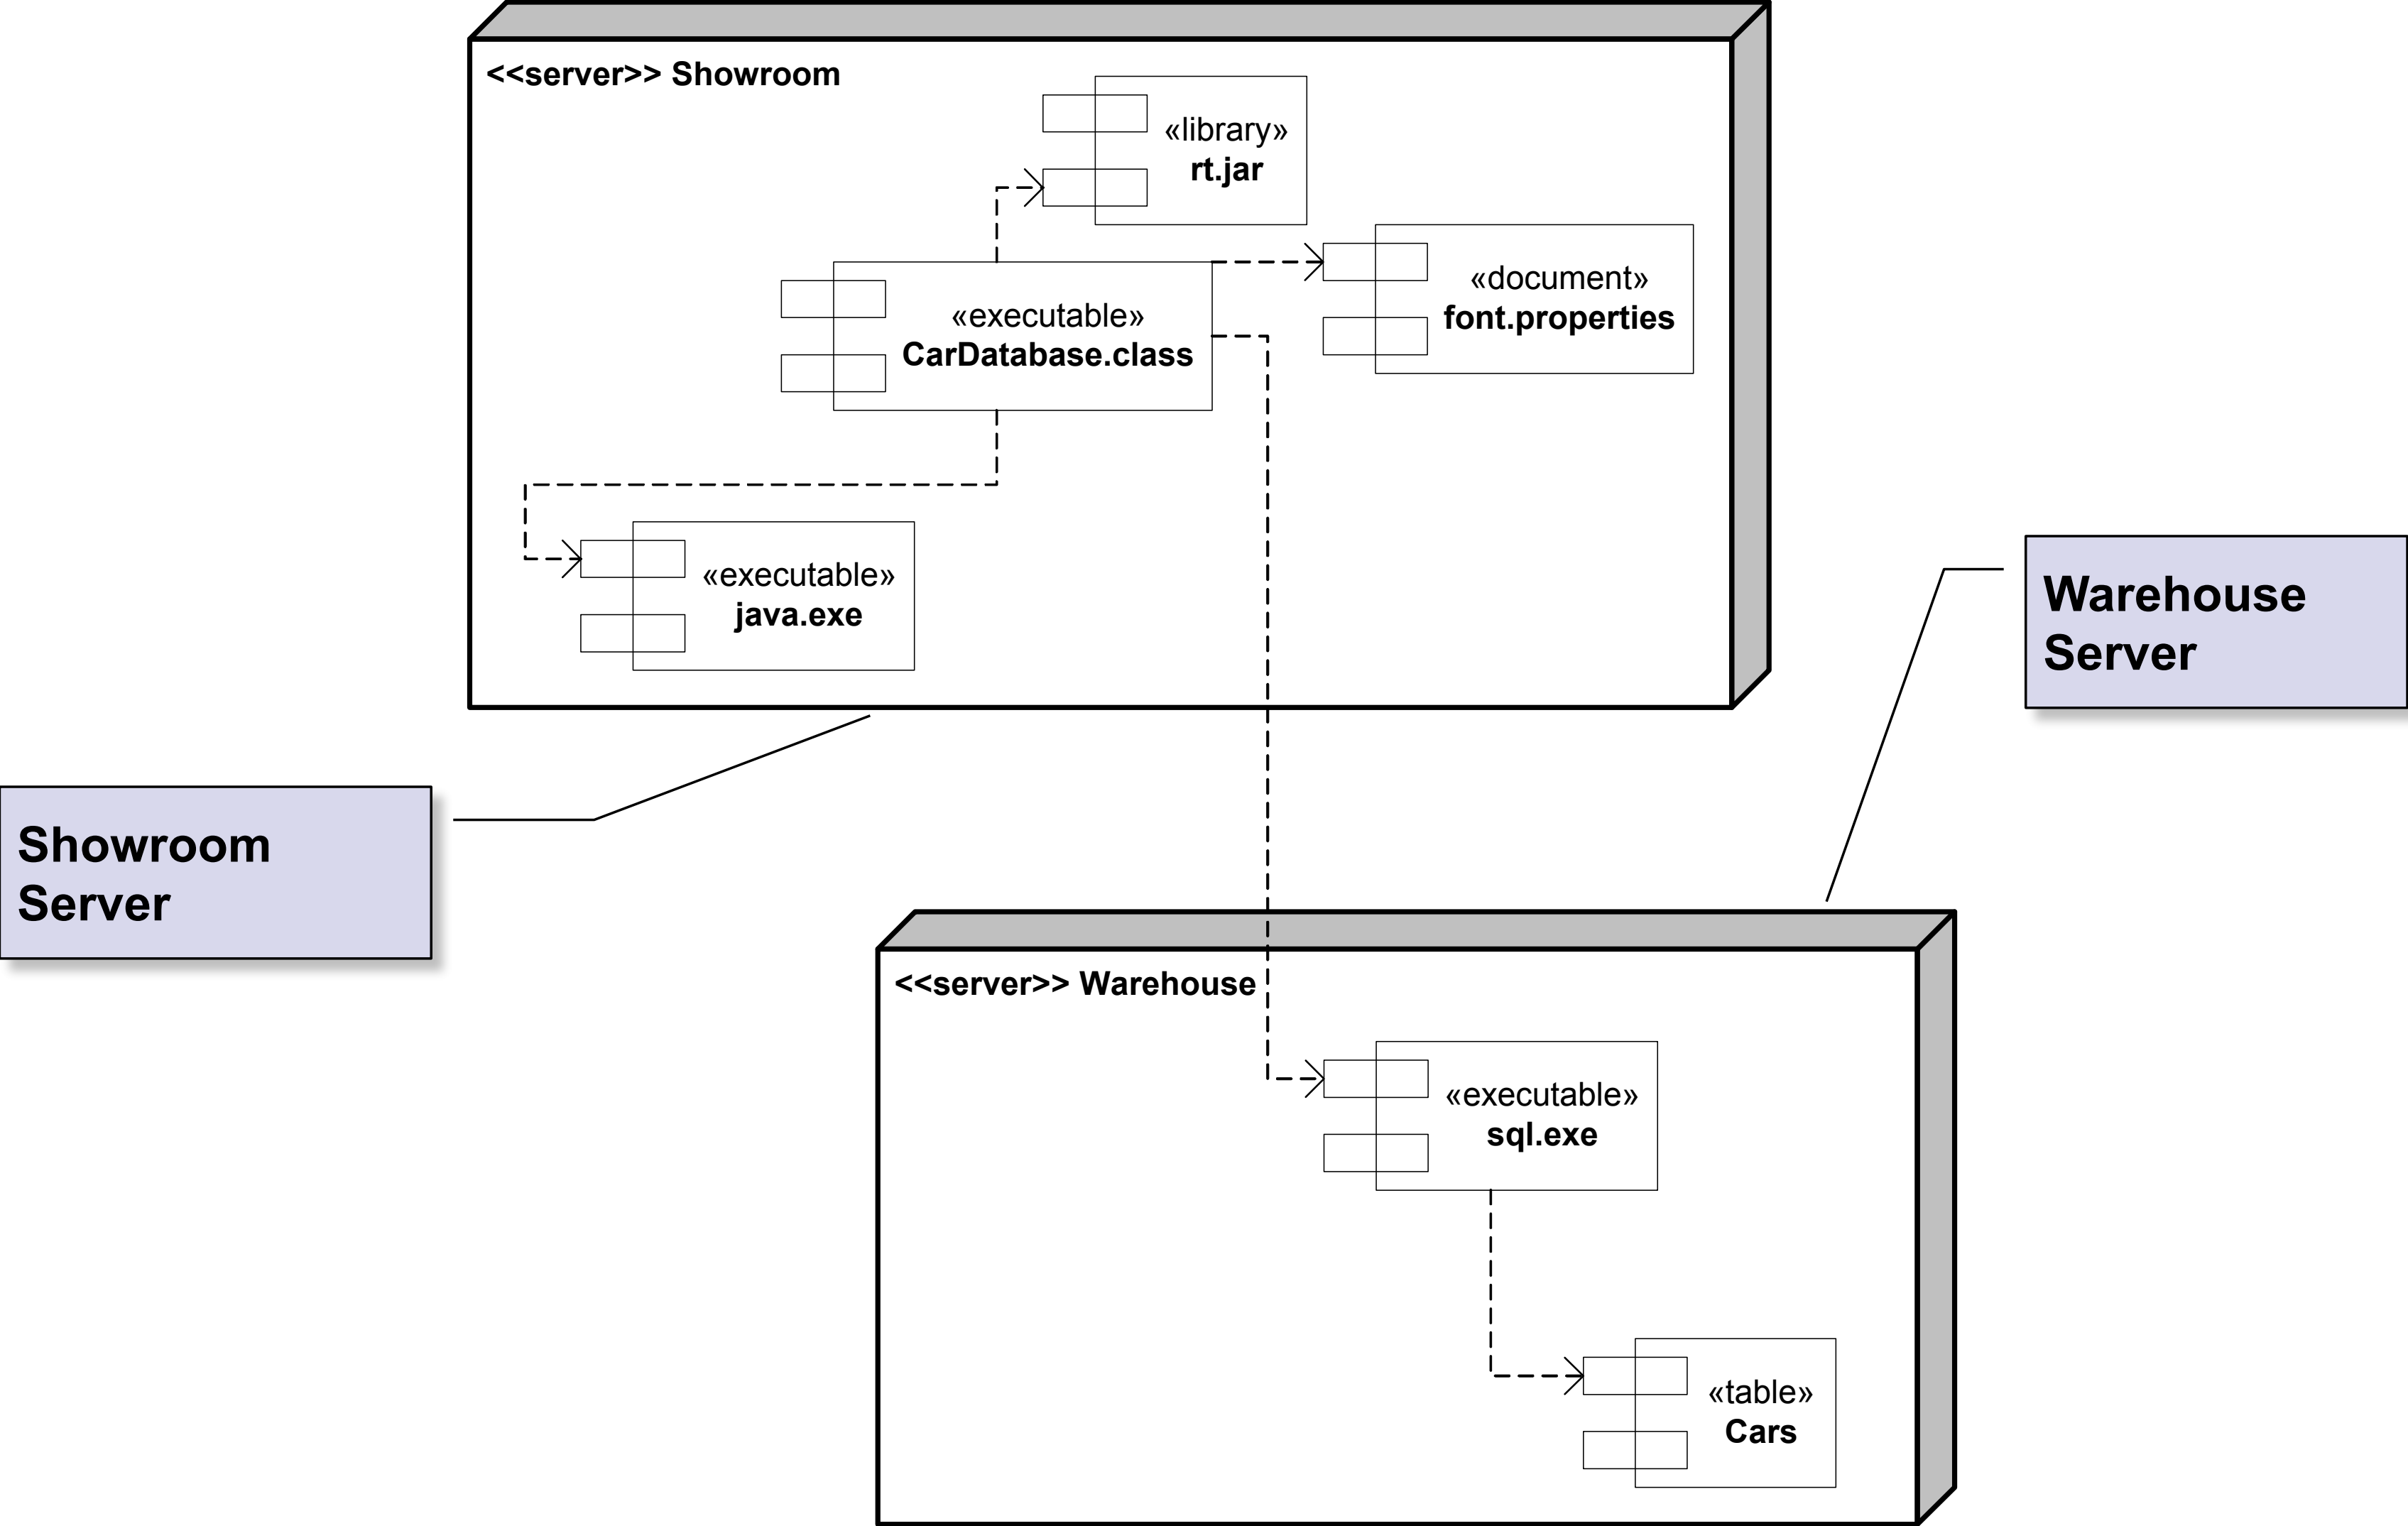 <<server>> Showroom
«library»
rt.jar
«document»
font.properties
«executable»
CarDatabase.class
«executable»
java.exe
Warehouse
Server
Showroom
Server
<<server>> Warehouse
«executable»
sql.exe
«table»
Cars